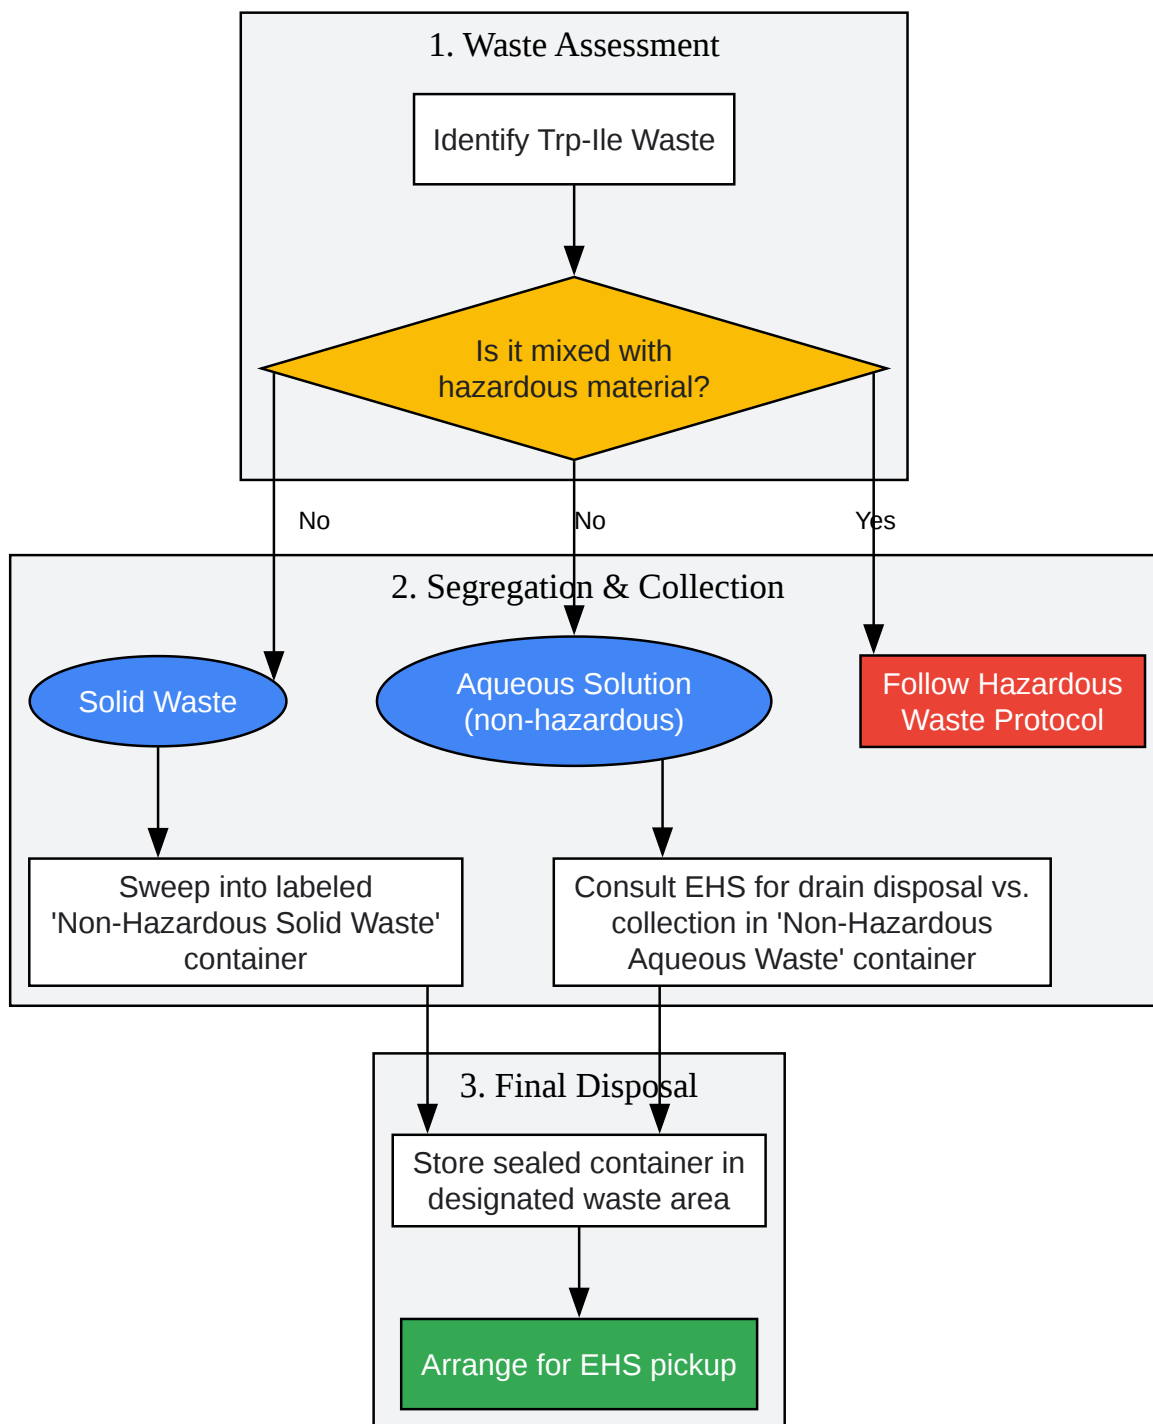 1. Waste Assessment
Identify Trp-Ile Waste
Is it mixed with
hazardous material?
No
No
Yes
2. Segregation & Collection
Solid Waste
Aqueous Solution
(non-hazardous)
Follow Hazardous
Waste Protocol
Sweep into labeled
'Non-Hazardous Solid Waste'
container
Consult EHS for drain disposal vs.
collection in 'Non-Hazardous
Aqueous Waste' container
3. Final Disposal
Store sealed container in
designated waste area
Arrange for EHS pickup